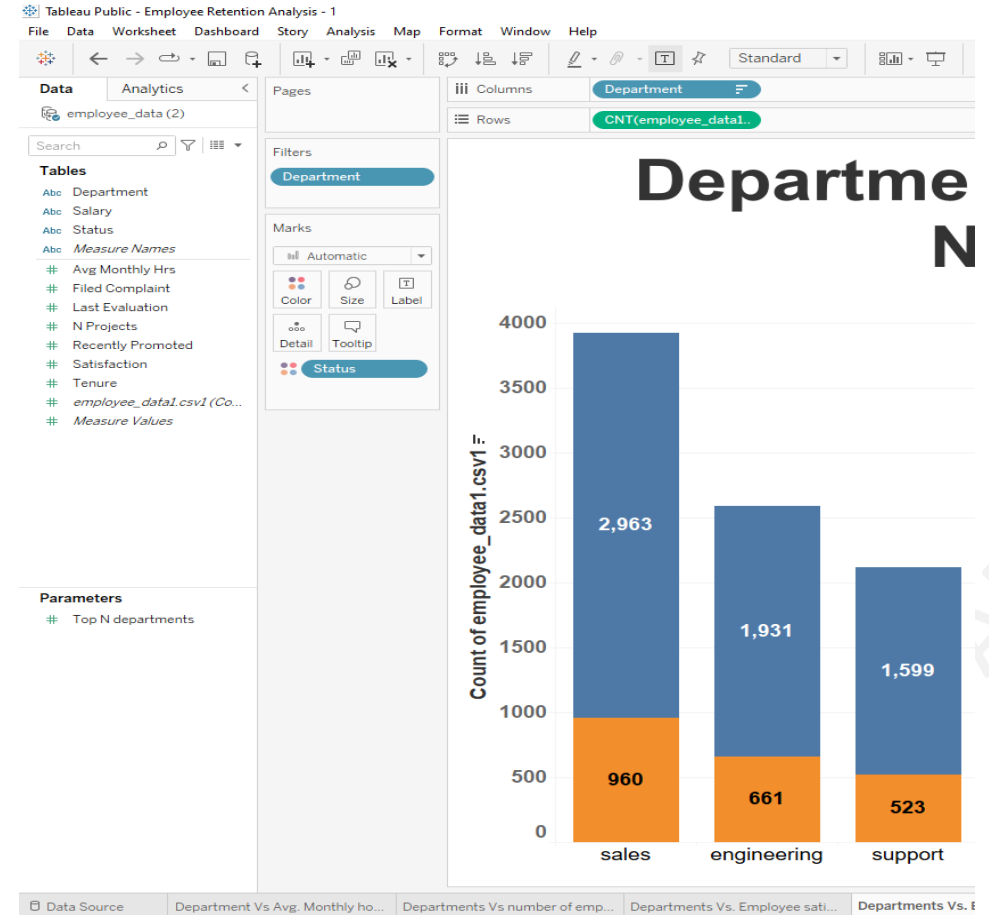 Tableau Public - Employee Retention Analysis - 1
File Data Worksheet Dashboard Story Analysis Map Format Window Help
Standard
Data Analytics
employee_data (2)
Search
Tables
Abc Department
Abc Salary
Abc Status
Abc Measure Names
# Avg Monthly Hrs
# Filed Complaint
# Last Evaluation
# N Projects
# Recently Promoted
# Satisfaction
# Tenure
# employee_data1.csv1 (Co...
# Measure Values
Parameters
# Top N departments
Pages
Filters
Department
Marks
Automatic
Color Size Label
Detail Tooltip
Status
Columns Department
Rows CNT(employee_data1..
Departme
N
Count of employee_data1.csv1
4000
3500
3000
2500
2000
1500
1000
500
0
2,963
1,931
1,599
960
661
523
sales engineering support
Data Source Department Vs Avg. Monthly ho... Departments Vs number of emp... Departments Vs. Employee sati... Departments Vs. E